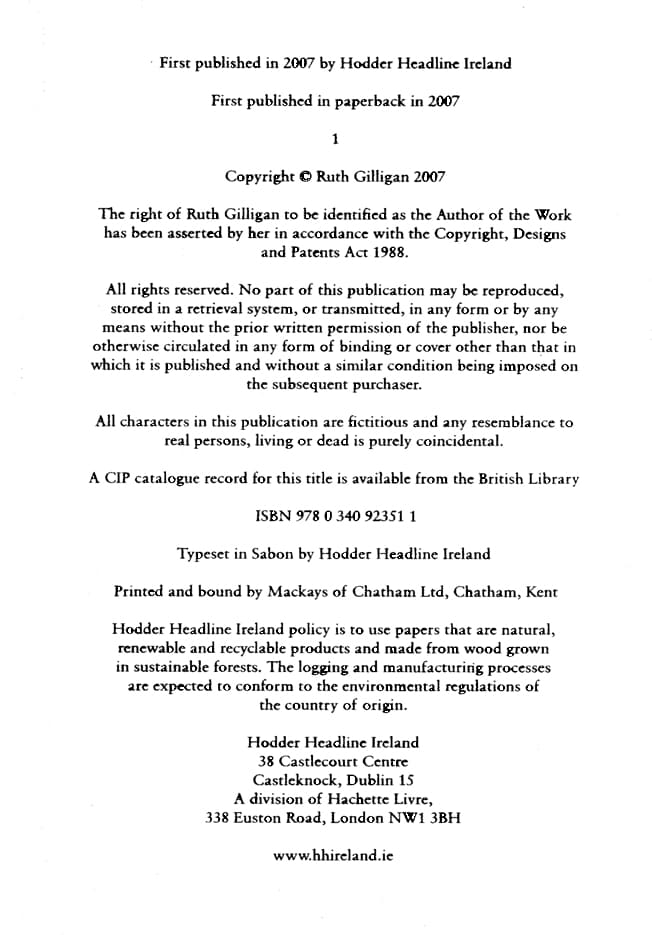 First published in 2007 by Hodder Headline Ireland
First published in paperback in 2007
1
Copyright © Ruth Gilligan 2007
The right of Ruth Gilligan to be identified as the Author of the Work
has been asserted by her in accordance with the Copyright, Designs
and Patents Act 1988.
All rights reserved. No part of this publication may be reproduced,
stored in a retrieval system, or transmitted, in any form or by any
means without the prior written permission of the publisher, nor be
otherwise circulated in any form of binding or cover other than that in
which it is published and without a similar condition being imposed on
the subsequent purchaser.
All characters in this publication are fictitious and any resemblance to
real persons, living or dead is purely coincidental.
A CIP catalogue record for this title is available from the British Library
ISBN 978 0 340 92351 1
Typeset in Sabon by Hodder Headline Ireland
Printed and bound by Mackays of Chatham Ltd, Chatham, Kent
Hodder Headline Ireland policy is to use papers that are natural,
renewable and recyclable products and made from wood grown
in sustainable forests. The logging and manufacturing processes
are expected to conform to the environmental regulations of
the country of origin.
Hodder Headline Ireland
38 Castlecourt Centre
Castleknock, Dublin 15
A division of Hachette Livre,
338 Euston Road, London NW1 3BH
www.hhireland.ie